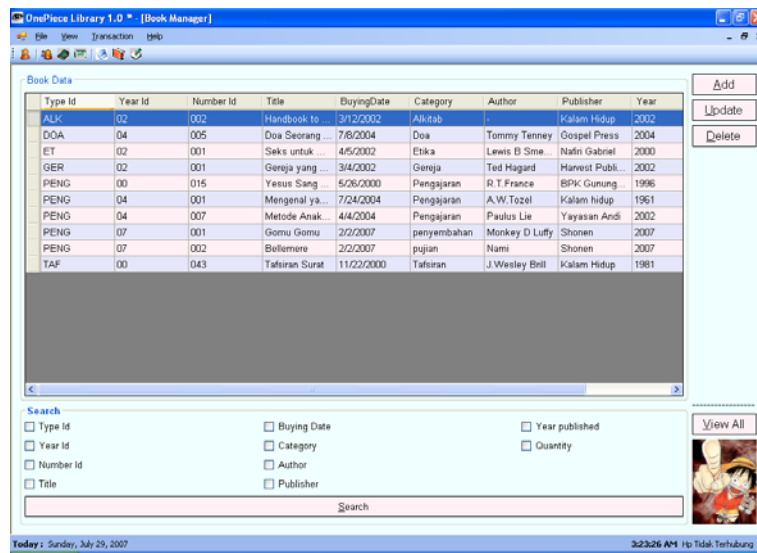 OnePiece Library 1.0 ™ - [Book Manager]
File View Transaction Help
Book Data
Type Id Year Id Number Id Title BuyingDate Category Author Publisher Year
ALK 02 002 Handbook to ... 3/12/2002 Alkitab - Kalam Hidup 2002
DOA 04 005 Doa Seorang ... 7/8/2004 Doa Tommy Tenney Gospel Press 2004
ET 02 001 Seks untuk ... 4/5/2002 Etika Lewis B Sme... Nafiri Gabriel 2000
GER 02 001 Gereja yang ... 3/4/2002 Gereja Ted Hagard Harvest Publi... 2002
PENG 00 015 Yesus Sang ... 5/26/2000 Pengajaran R.T.France BPK Gunung... 1996
PENG 04 001 Mengenal ya... 7/24/2004 Pengajaran A.W.Tozel Kalam hidup 1961
PENG 04 007 Metode Anak... 4/4/2004 Pengajaran Paulus Lie Yayasan Andi 2002
PENG 07 001 Gomu Gomu 2/2/2007 penyembahan Monkey D Luffy Shonen 2007
PENG 07 002 Bellemere 2/2/2007 pujian Nami Shonen 2007
TAF 00 043 Tafsiran Surat 11/22/2000 Tafsiran J.Wesley Brill Kalam Hidup 1981
Add
Update
Delete
Search
Type Id Buying Date Year published
Year Id Category Quantity
Number Id Author
Title Publisher
Search
View All
Today : Sunday, July 29, 2007 3:23:26 AM Hp Tidak Terhubung